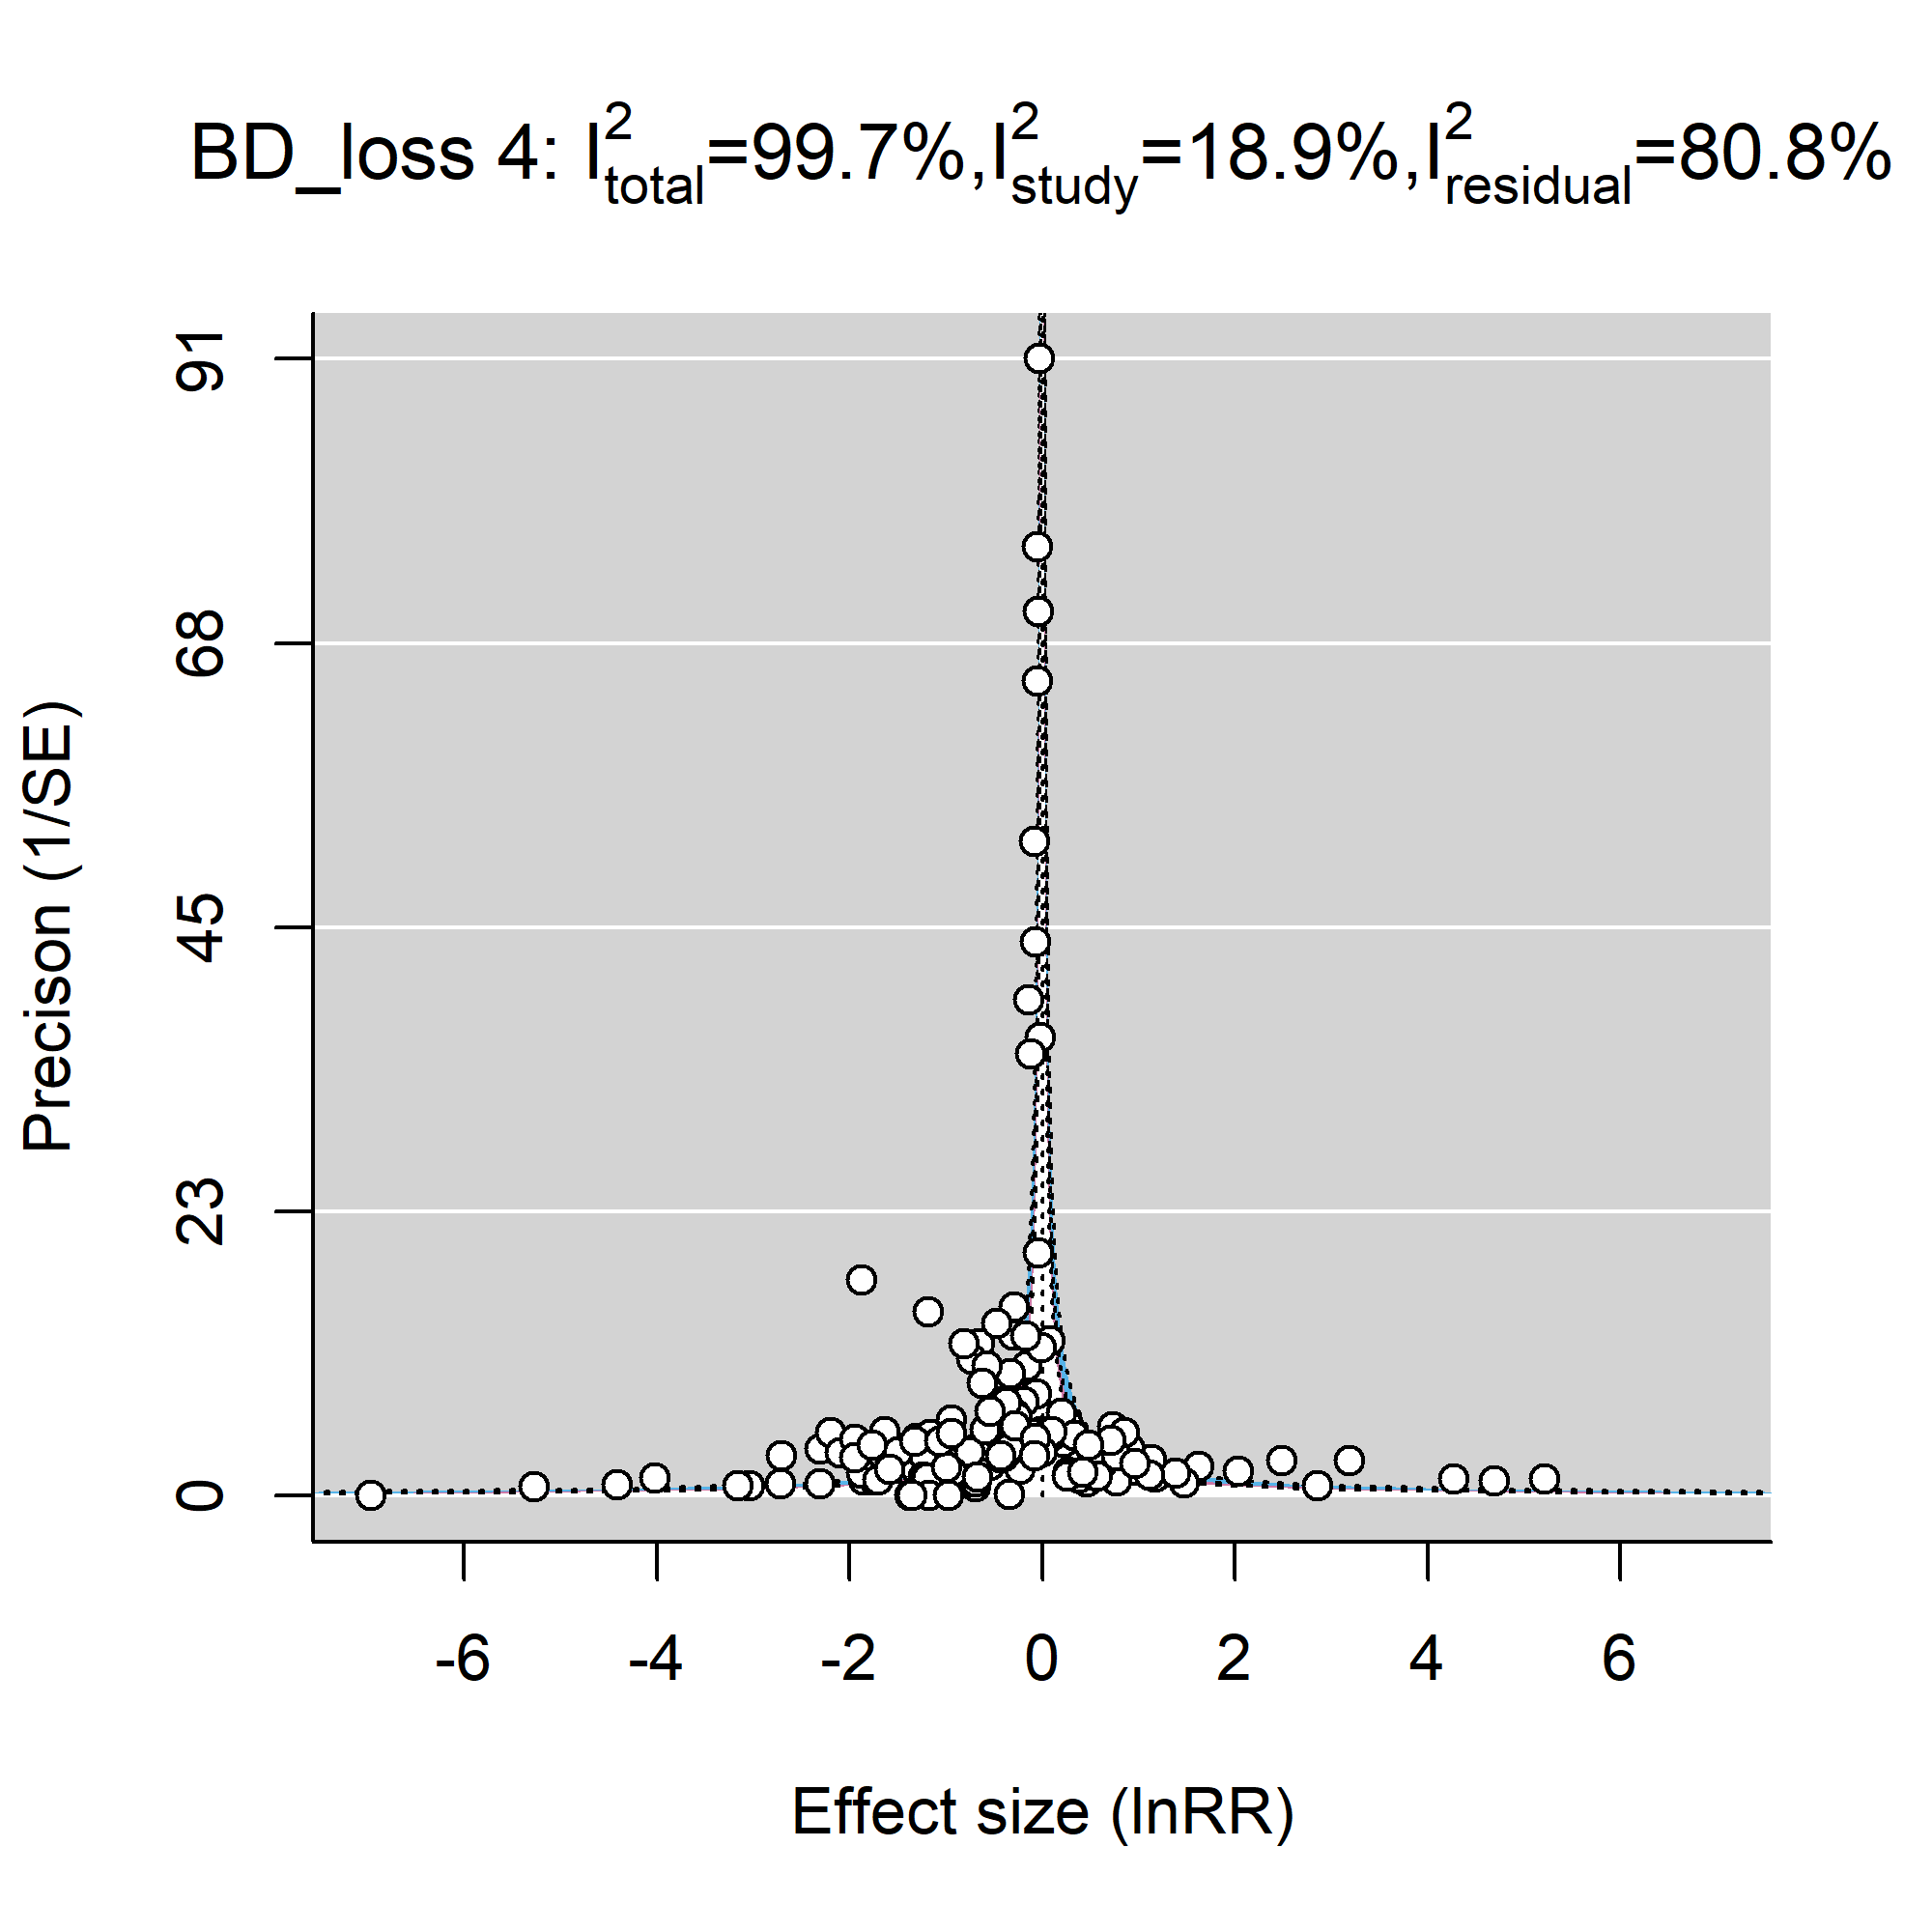 BD_loss 4: I²total=99.7%,I²study=18.9%,I²residual=80.8%
Precison (1/SE)
91
68
45
23
0
-6 -4 -2 0 2 4 6
Effect size (lnRR)